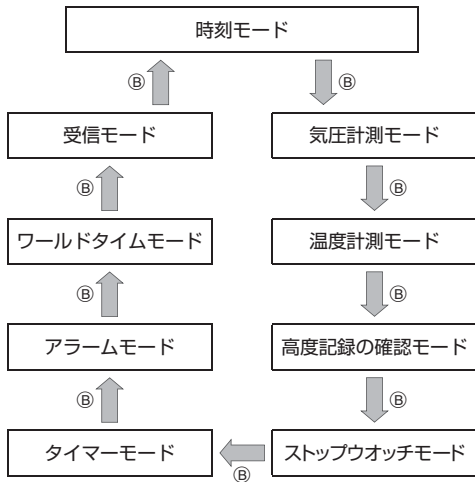 時刻モード
Ⓑ Ⓑ
受信モード 気圧計測モード
Ⓑ Ⓑ
ワールドタイムモード 温度計測モード
Ⓑ Ⓑ
アラームモード 高度記録の確認モード
Ⓑ Ⓑ
タイマーモード Ⓑ ストップウオッチモード